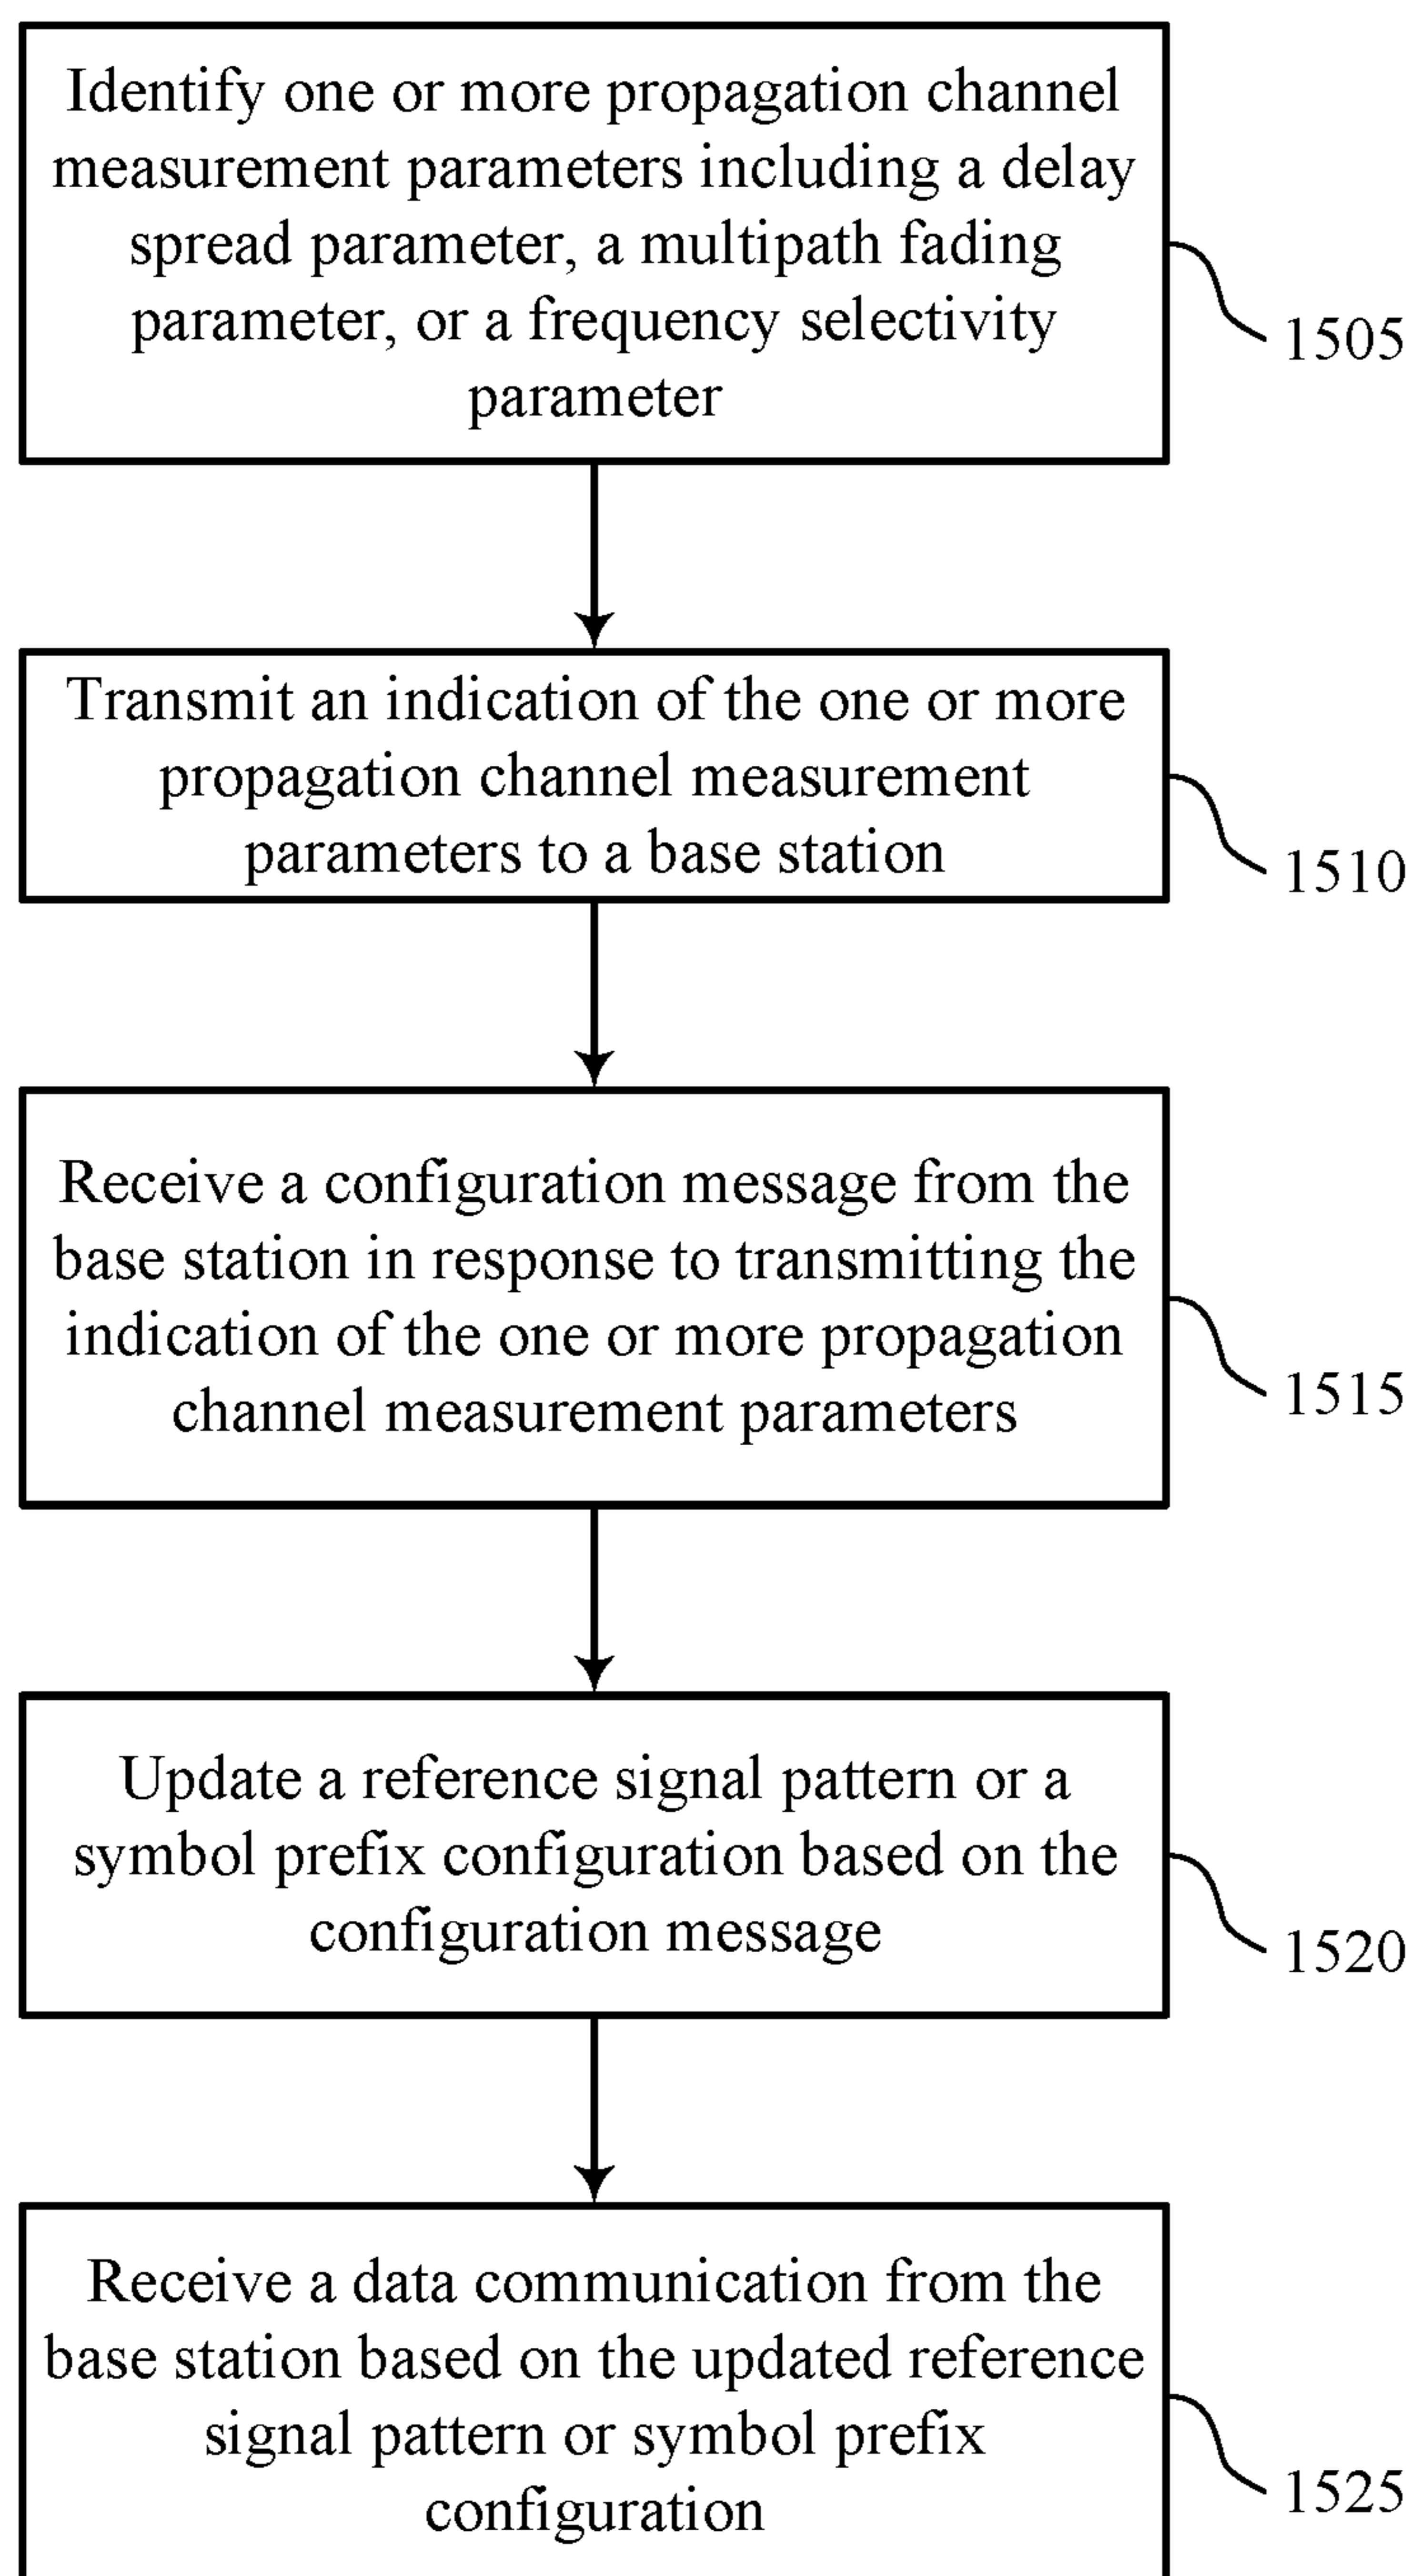 Identify one or more propagation channel
measurement parameters including a delay
spread parameter, a multipath fading
parameter, or a frequency selectivity
parameter
1505
Transmit an indication of the one or more
propagation channel measurement
parameters to a base station
1510
Receive a configuration message from the
base station in response to transmitting the
indication of the one or more propagation
channel measurement parameters
1515
Update a reference signal pattern or a
symbol prefix configuration based on the
configuration message
1520
Receive a data communication from the
base station based on the updated reference
signal pattern or symbol prefix
configuration
1525